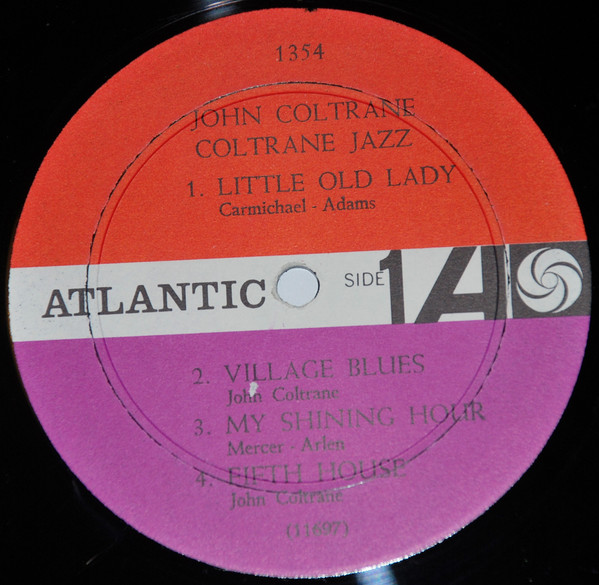 1354
JOHN COLTRANE
COLTRANE JAZZ
1. LITTLE OLD LADY
Carmichael - Adams
ATLANTIC SIDE 1 A
2. VILLAGE BLUES
John Coltrane
3. MY SHINING HOUR
Mercer - Arlen
4. FIFTH HOUSE
John Coltrane
(11697)